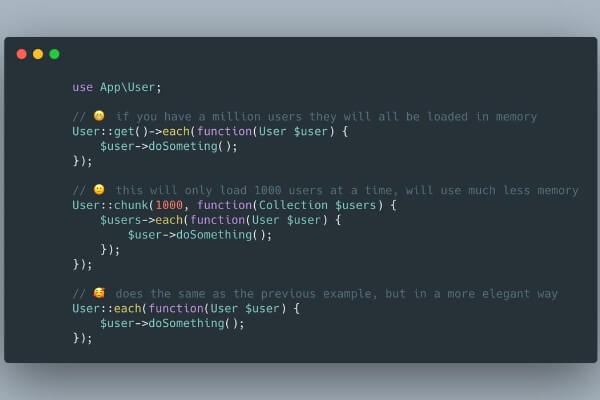 use App\User;
// 😬 if you have a million users they will all be loaded in memory
User::get()->each(function(User $user) {
    $user->doSometing();
});
// 😕 this will only load 1000 users at a time, will use much less memory
User::chunk(1000, function(Collection $users) {
    $users->each(function(User $user) {
        $user->doSomething();
    });
});
// 🥰 does the same as the previous example, but in a more elegant way
User::each(function(User $user) {
    $user->doSomething();
});